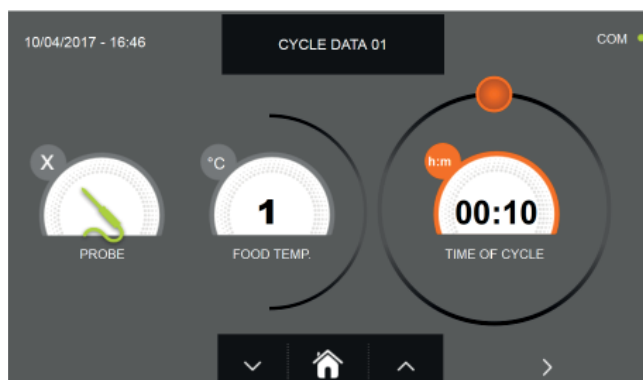 10/04/2017 - 16:46
CYCLE DATA 01
COM
X
°C
h:m
1
00:10
PROBE
FOOD TEMP.
TIME OF CYCLE